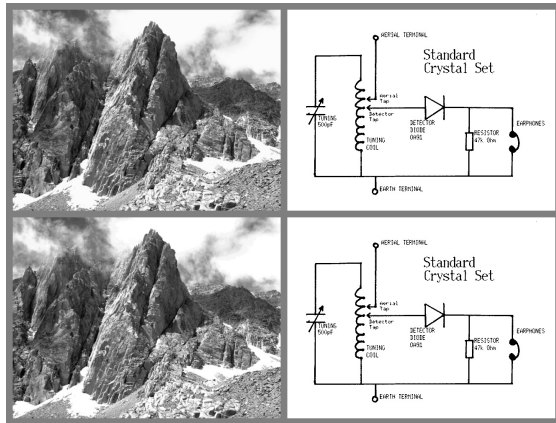 AERIAL TERMINAL
Standard
Crystal Set
Aerial
Tap
Detector
Tap
TUNING
500pF
DETECTOR
DIODE
OA91
TUNING
COIL
RESISTOR
47k Ohm
EARPHONES
EARTH TERMINAL
AERIAL TERMINAL
Standard
Crystal Set
Aerial
Tap
Detector
Tap
TUNING
500pF
DETECTOR
DIODE
OA91
TUNING
COIL
RESISTOR
47k Ohm
EARPHONES
EARTH TERMINAL